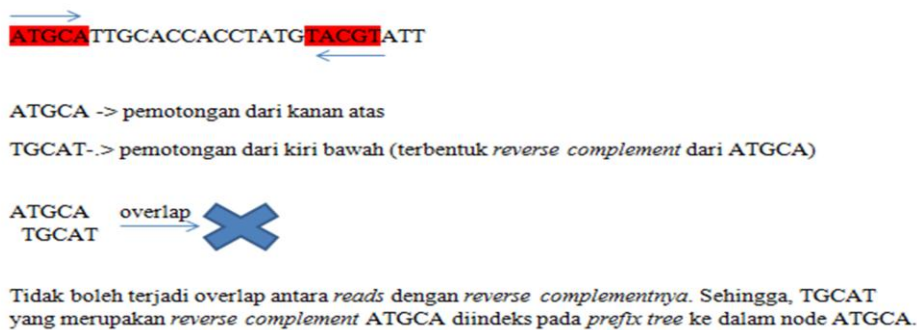 ATGCATTGCACCACCTATGTACGTATT
ATGCA -> pemotongan dari kanan atas
TGCAT-.> pemotongan dari kiri bawah (terbentuk reverse complement dari ATGCA)
ATGCA overlap
TGCAT
Tidak boleh terjadi overlap antara reads dengan reverse complementnya. Sehingga, TGCAT
yang merupakan reverse complement ATGCA diindeks pada prefix tree ke dalam node ATGCA.